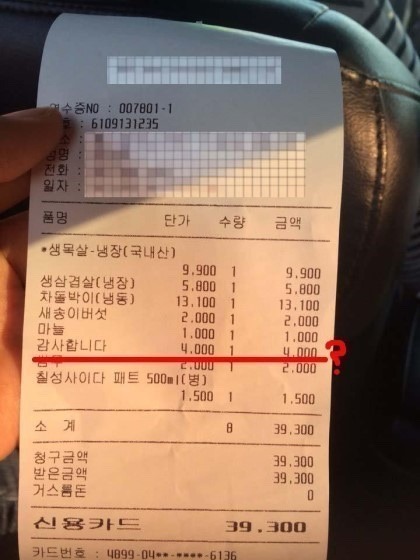 영수증NO : 007801-1
: 6109131235
전화 :
일자 :
품명 단가 수량 금액
*생목살-냉장(국내산)
9.900 1 9.900
생삼겹살(냉장) 5.800 1 5.800
차돌박이(냉동) 13.100 1 13.100
새송이버섯 2.000 1 2.000
마늘 1.000 1 1.000
감사합니다 4.000 1 4.000 ?
2.000 1 2.000
칠성사이다 패트 500ml(병)
1.500 1 1.500
소 계 8 39.300
청구금액 39.300
받은금액 39.300
거스름돈 0
신용카드 39.300
카드번호 : 4899-04**-****-6136